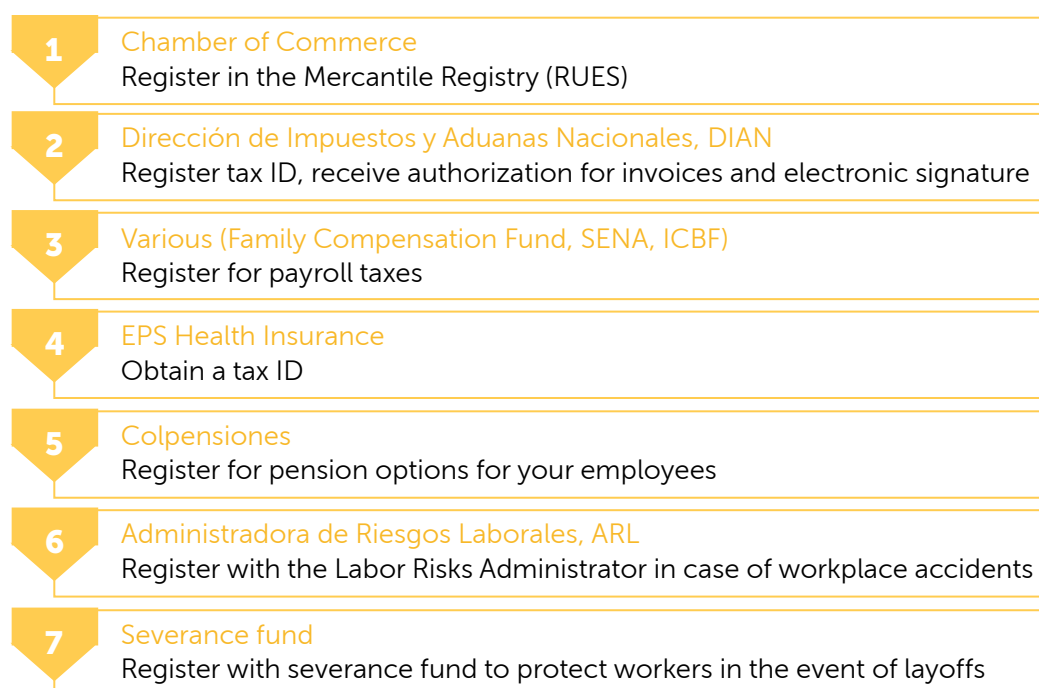 1
Chamber of Commerce
Register in the Mercantile Registry (RUES)
2
Dirección de Impuestos y Aduanas Nacionales, DIAN
Register tax ID, receive authorization for invoices and electronic signature
3
Various (Family Compensation Fund, SENA, ICBF)
Register for payroll taxes
4
EPS Health Insurance
Obtain a tax ID
5
Colpensiones
Register for pension options for your employees
6
Administradora de Riesgos Laborales, ARL
Register with the Labor Risks Administrator in case of workplace accidents
7
Severance fund
Register with severance fund to protect workers in the event of layoffs